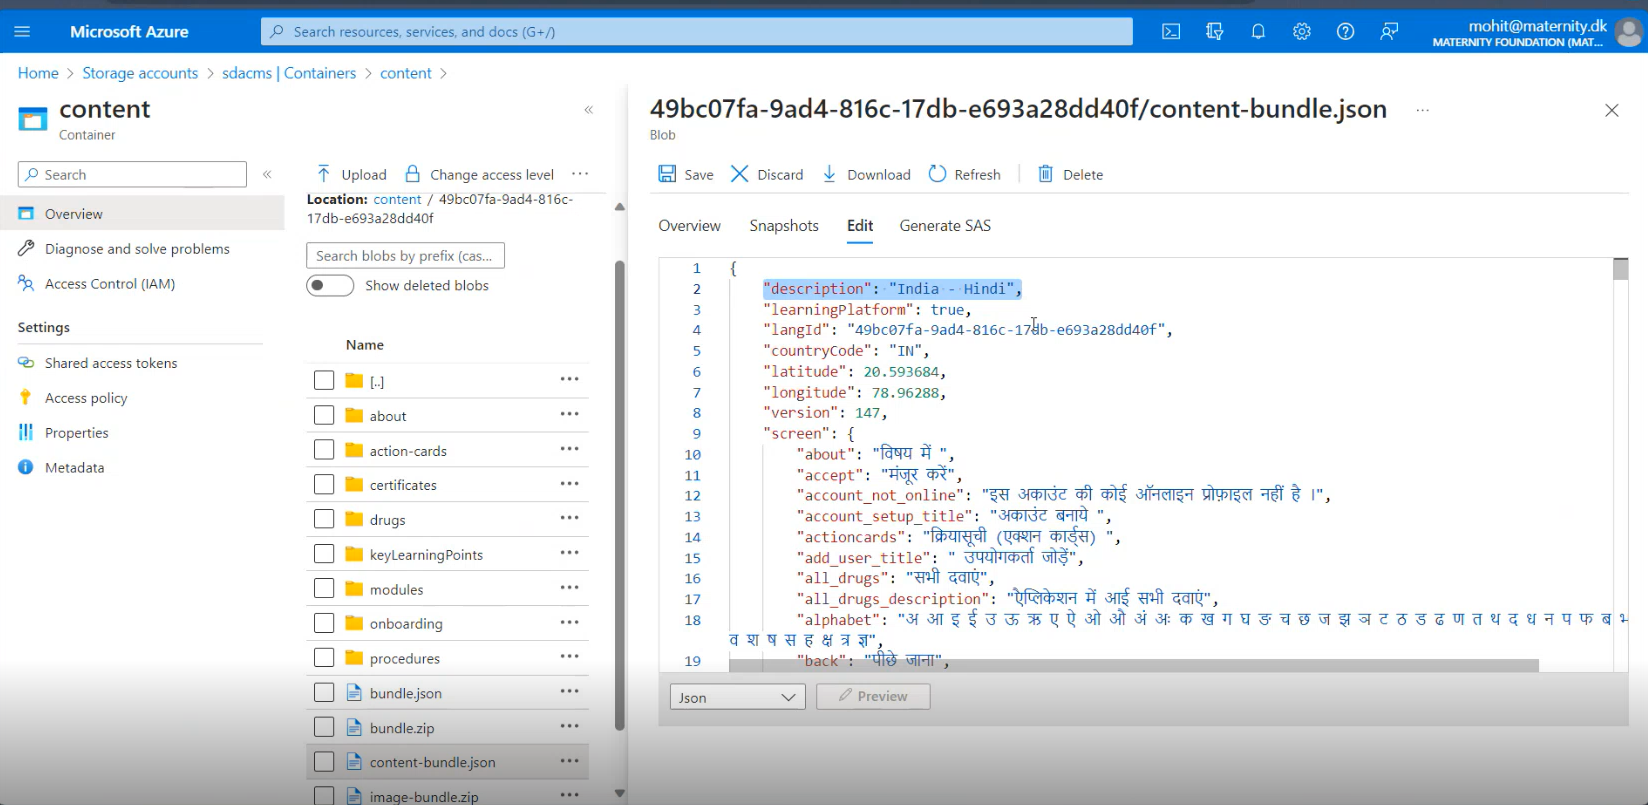 Microsoft Azure
Search resources, services, and docs (G+/)
mohit@maternity.dk
MATERNITY FOUNDATION (MAT...
Home > Storage accounts > sdacms | Containers > content >
content
Container
Search
Overview
Diagnose and solve problems
Access Control (IAM)
Settings
Shared access tokens
Access policy
Properties
Metadata
Upload Change access level ...
Location: content / 49bc07fa-9ad4-816c-
17db-e693a28dd40f
Search blobs by prefix (cas...
Show deleted blobs
Name
[..]
about
action-cards
certificates
drugs
keyLearningPoints
modules
onboarding
procedures
bundle.json
bundle.zip
content-bundle.json
image-bundle.zip
49bc07fa-9ad4-816c-17db-e693a28dd40f/content-bundle.json ...
Blob
Save Discard Download Refresh Delete
Overview Snapshots Edit Generate SAS
1 {
2 "description": "India - Hindi",
3 "learningPlatform": true,
4 "langId": "49bc07fa-9ad4-816c-17db-e693a28dd40f",
5 "countryCode": "IN",
6 "latitude": 20.593684,
7 "longitude": 78.96288,
8 "version": 147,
9 "screen": {
10 "about": "विषय में ",
11 "accept": "मंजूर करें",
12 "account_not_online": "इस अकाउंट की कोई ऑनलाइन प्रोफ़ाइल नहीं है ।",
13 "account_setup_title": "अकाउंट बनाये ",
14 "actioncards": "क्रियासूची (एक्शन कार्ड्स) ",
15 "add_user_title": " उपयोगकर्ता जोड़ें",
16 "all_drugs": "सभी दवाएं",
17 "all_drugs_description": "ऐप्लिकेशन में आई सभी दवाएं",
18 "alphabet": "अ आ इ ई उ ऊ ऋ ए ऐ ओ औ अं अः क ख ग घ ङ च छ ज झ ञ ट ठ ड ढ ण त थ द ध न प फ ब भ
व श ष स ह क्ष त्र ज्ञ",
19 "back": "पीछे जाना",
Json
Preview